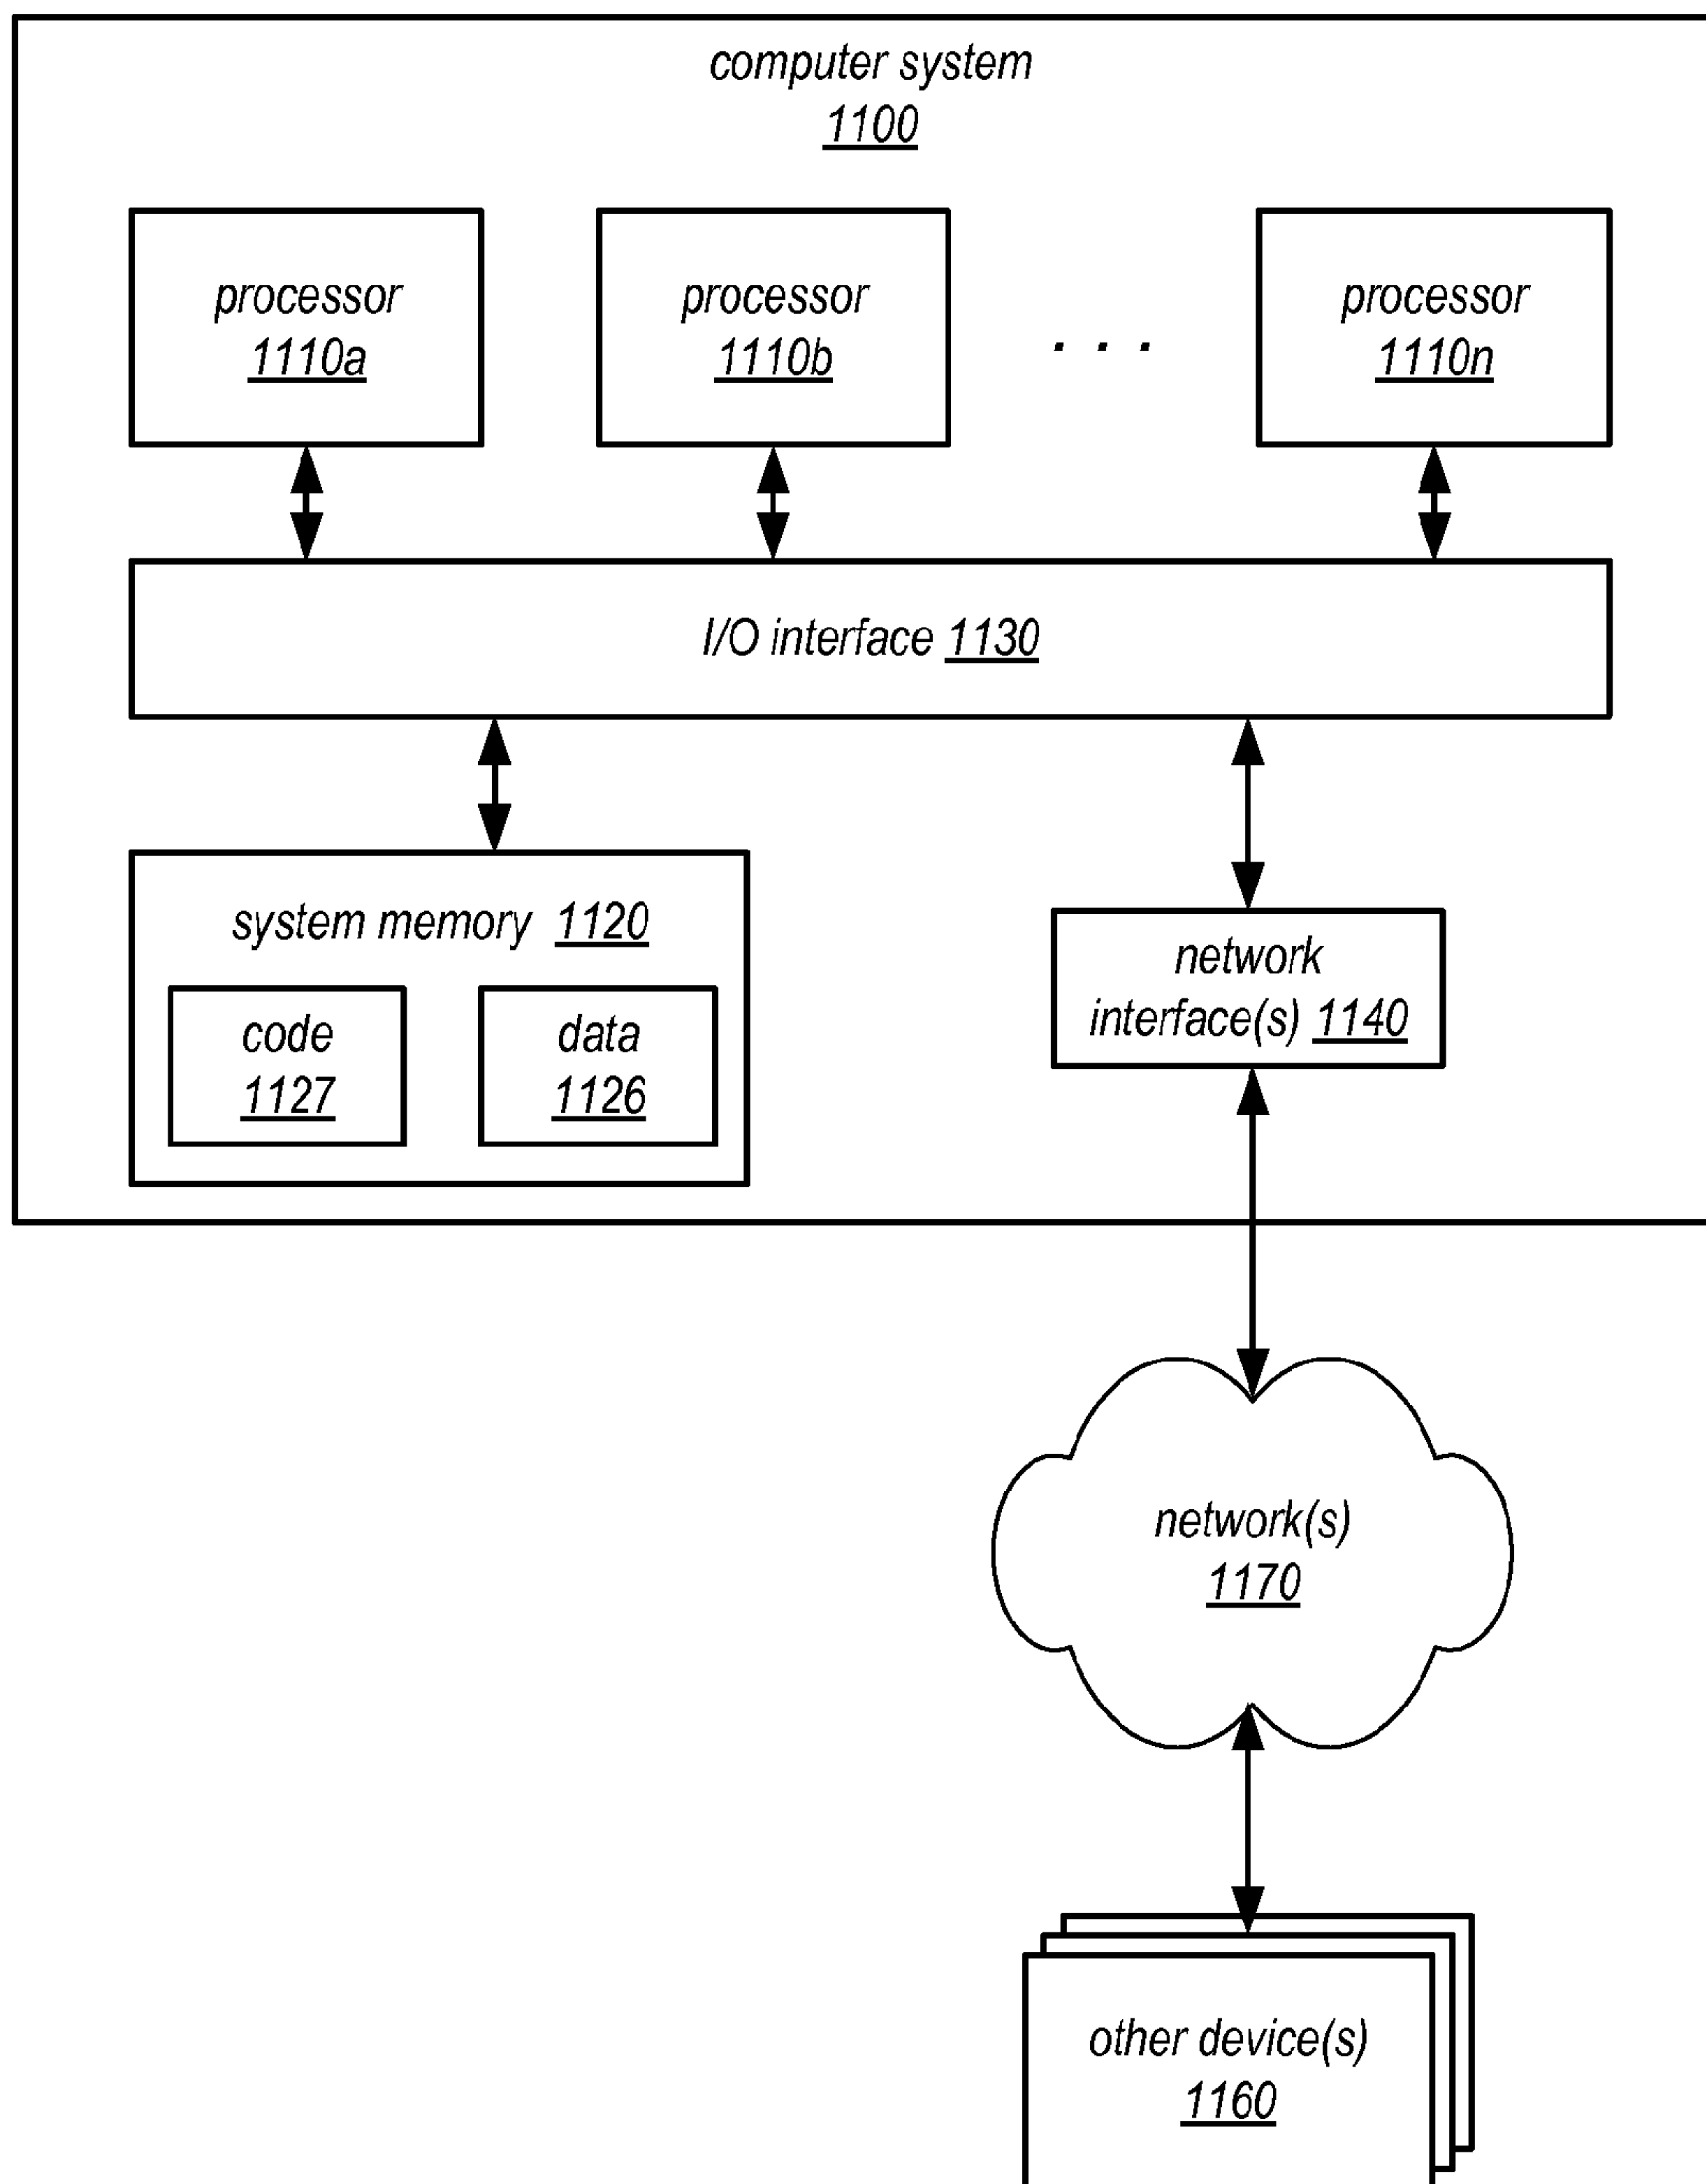 computer system
1100
processor
1110a
processor
1110b
. . .
processor
1110n
I/O interface 1130
system memory 1120
code
1127
data
1126
network
interface(s) 1140
network(s)
1170
other device(s)
1160